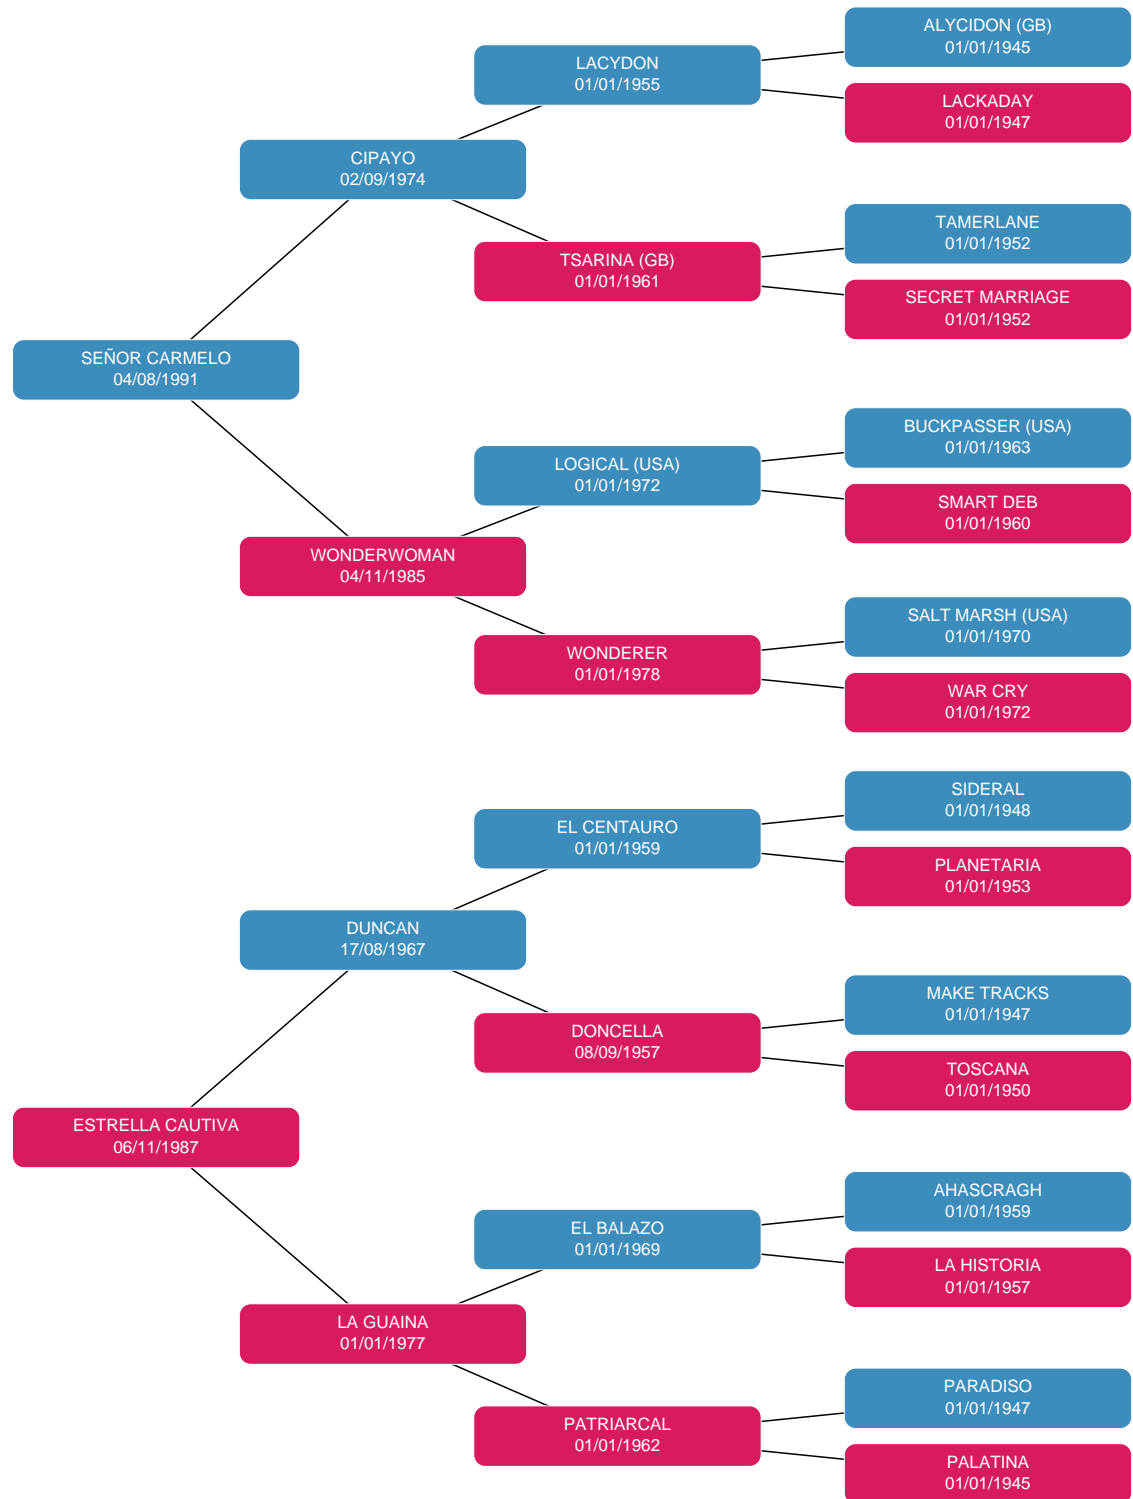 ALYCIDON (GB)
01/01/1945
LACYDON
01/01/1955
LACKADAY
01/01/1947
CIPAYO
02/09/1974
TAMERLANE
01/01/1952
TSARINA (GB)
01/01/1961
SECRET MARRIAGE
01/01/1952
SEÑOR CARMELO
04/08/1991
BUCKPASSER (USA)
01/01/1963
LOGICAL (USA)
01/01/1972
SMART DEB
01/01/1960
WONDERWOMAN
04/11/1985
SALT MARSH (USA)
01/01/1970
WONDERER
01/01/1978
WAR CRY
01/01/1972
SIDERAL
01/01/1948
EL CENTAURO
01/01/1959
PLANETARIA
01/01/1953
DUNCAN
17/08/1967
MAKE TRACKS
01/01/1947
DONCELLA
08/09/1957
TOSCANA
01/01/1950
ESTRELLA CAUTIVA
06/11/1987
AHASCRAGH
01/01/1959
EL BALAZO
01/01/1969
LA HISTORIA
01/01/1957
LA GUAINA
01/01/1977
PARADISO
01/01/1947
PATRIARCAL
01/01/1962
PALATINA
01/01/1945